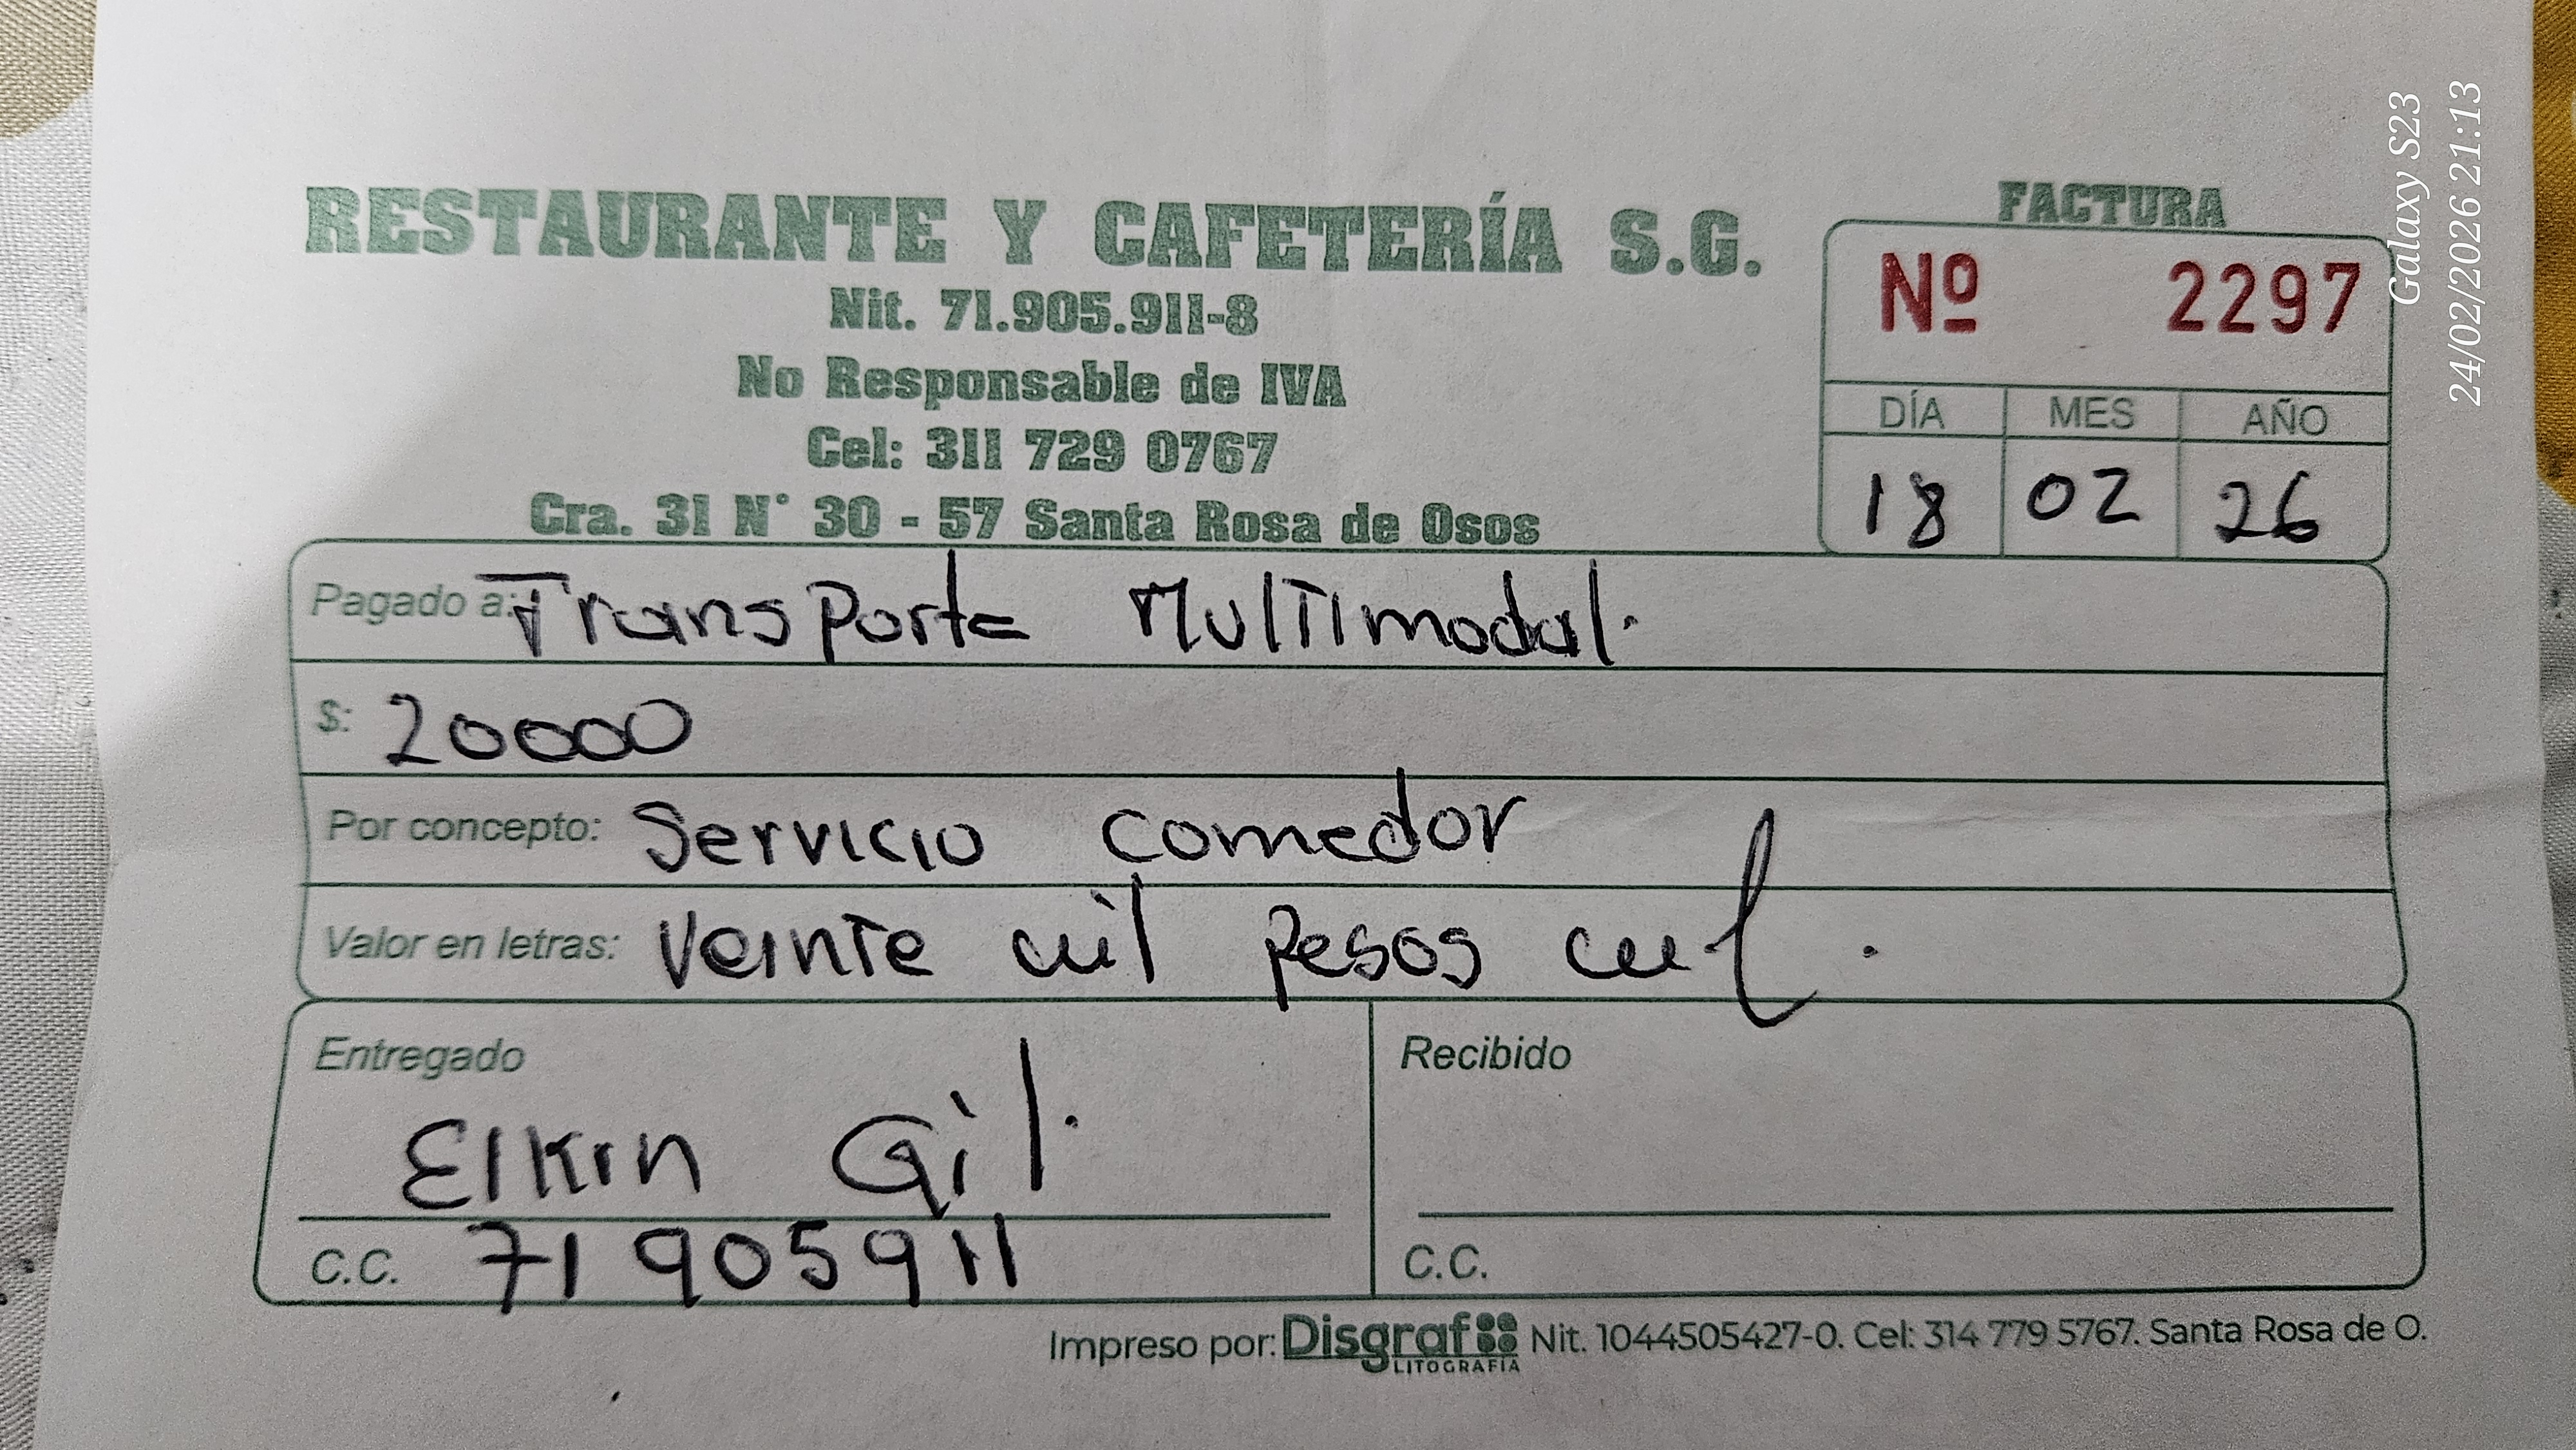 RESTAURANTE Y CAFETERÍA S.G.
Nit. 71.905.911-8
No Responsable de IVA
Cel: 311 729 0767
Cra. 31 N° 30 - 57 Santa Rosa de Osos
FACTURA
Nº 2297
DÍA MES AÑO
18 02 26
Pagado a: Transporte Multimodal.
$: 20000
Por concepto: Servicio comedor
Valor en letras: Veinte mil pesos m/l.
Entregado
Elkin Gil.
C.C. 71905911
Recibido
C.C.
Impreso por: Disgraf LITOGRAFÍA Nit. 1044505427-0. Cel: 314 779 5767. Santa Rosa de O.
Galaxy S23
24/02/2026 21:13